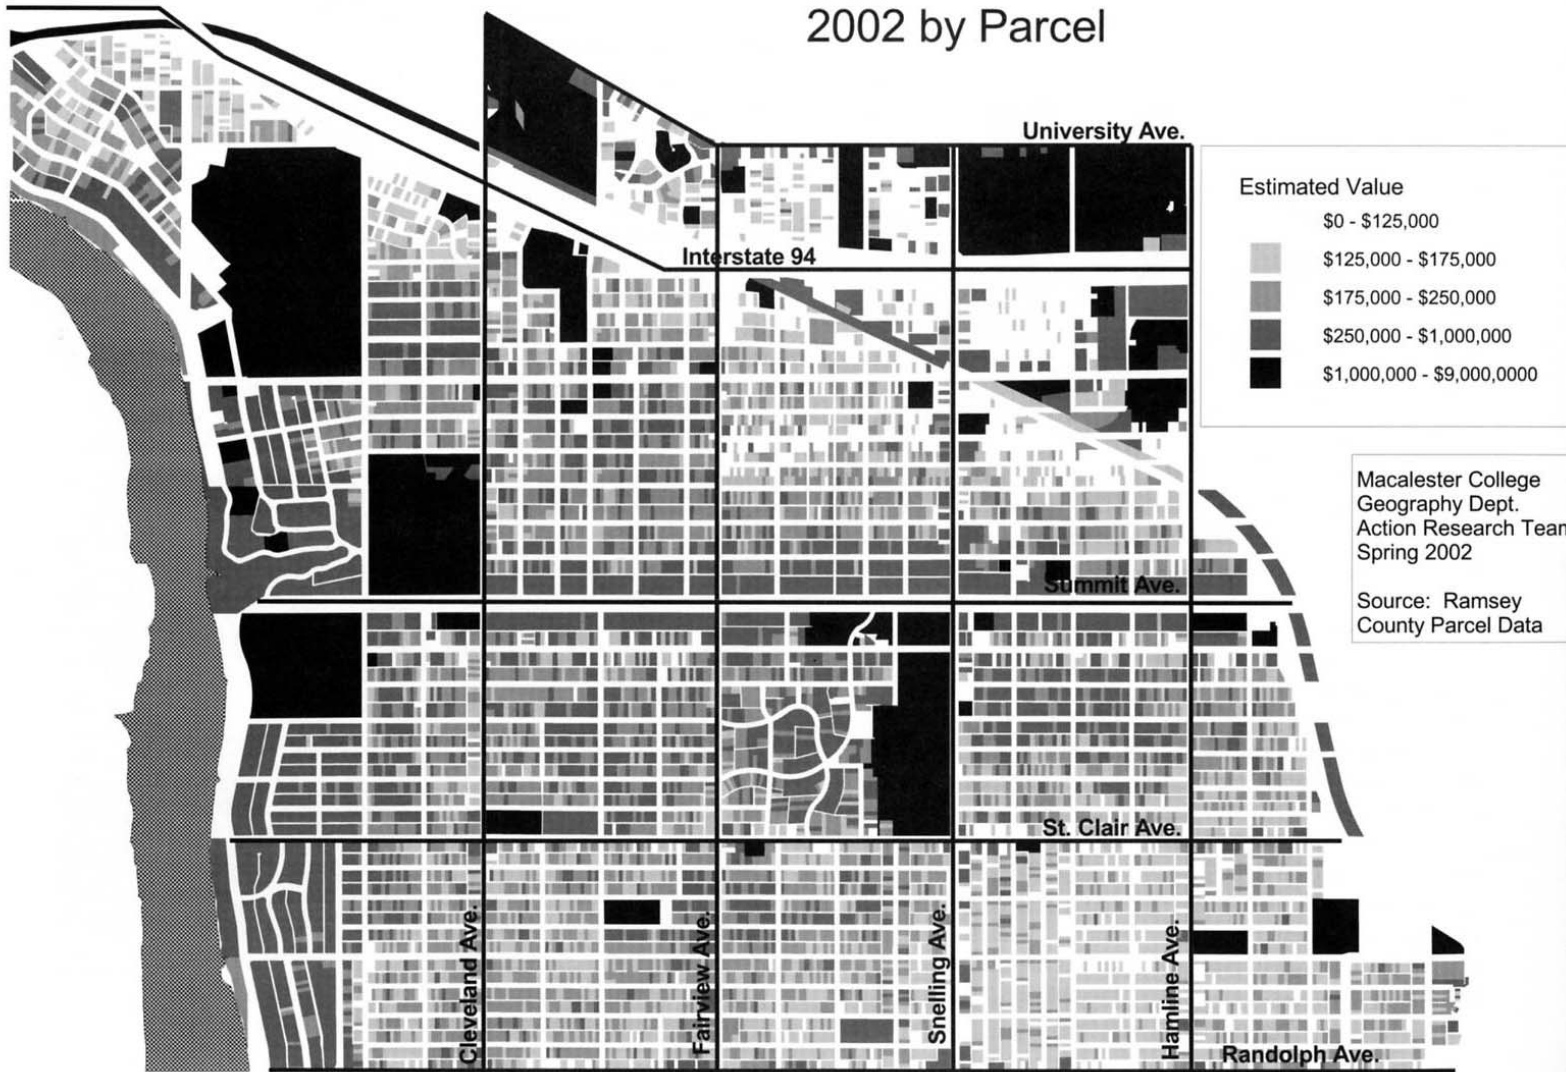 2002 by Parcel
University Ave.
Interstate 94
Estimated Value
$0 - $125,000
$125,000 - $175,000
$175,000 - $250,000
$250,000 - $1,000,000
$1,000,000 - $9,000,0000
Macalester College
Geography Dept.
Action Research Team
Spring 2002
Source: Ramsey
County Parcel Data
Summit Ave.
St. Clair Ave.
Cleveland Ave.
Fairview Ave.
Snelling Ave.
Hamline Ave.
Randolph Ave.